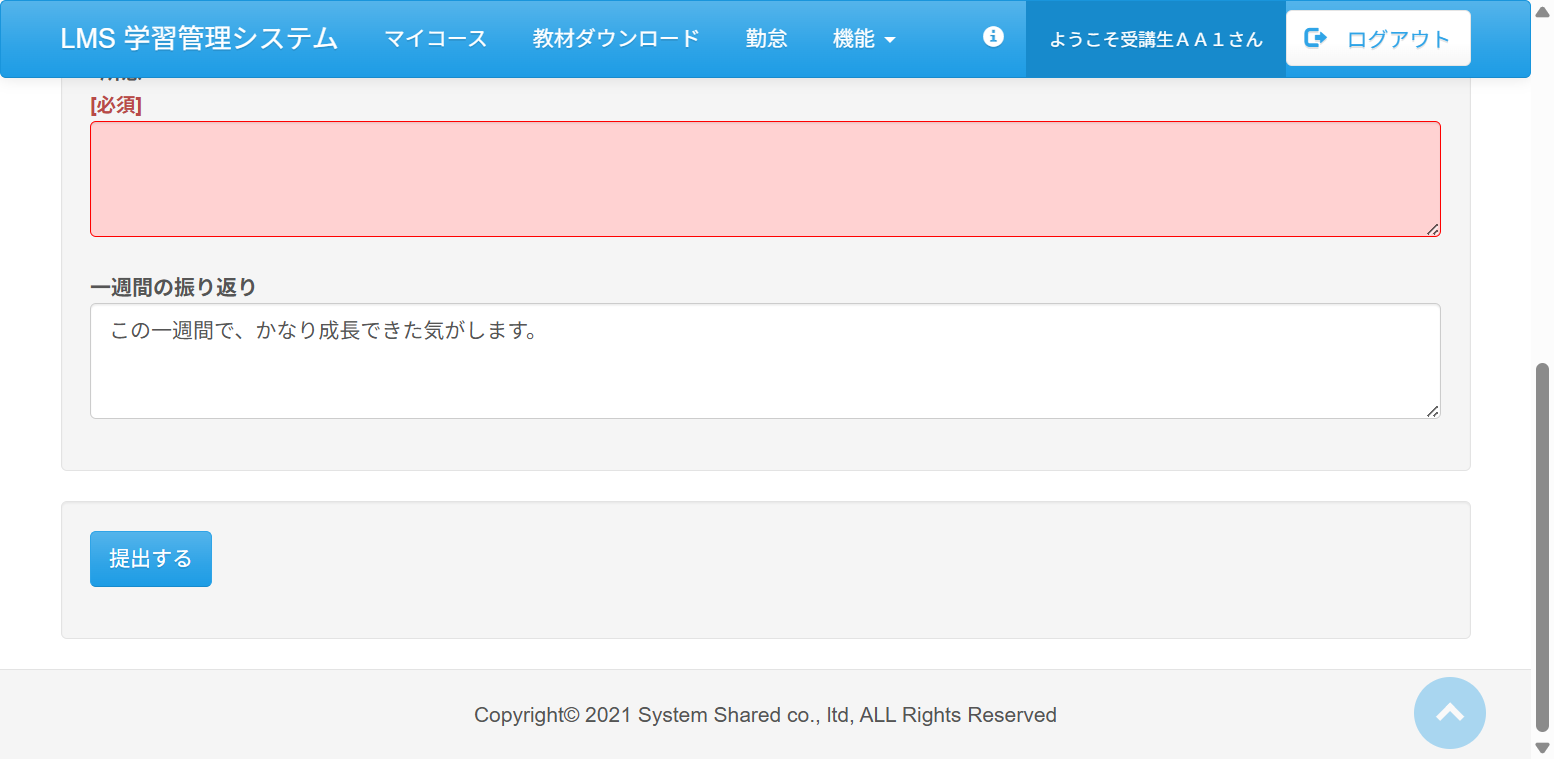 LMS 学習管理システム マイコース 教材ダウンロード 勤怠 機能 ようこそ受講生ＡＡ１さん ログアウト
[必須]
一週間の振り返り
この一週間で、かなり成長できた気がします。
提出する
Copyright© 2021 System Shared co., ltd, ALL Rights Reserved